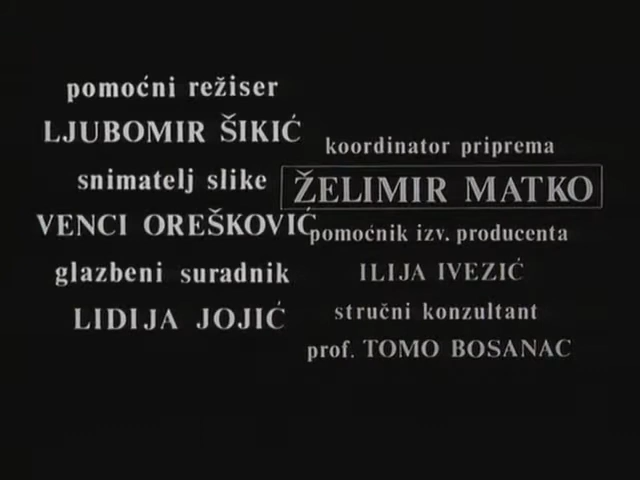 pomoćni režiser
LJUBOMIR ŠIKIĆ
snimatelj slike
VENCI OREŠKOVIĆ
glazbeni suradnik
LIDIJA JOJIĆ
koordinator priprema
ŽELIMIR MATKO
pomoćnik izv. producenta
ILIJA IVEZIĆ
stručni konzultant
prof. TOMO BOSANAC